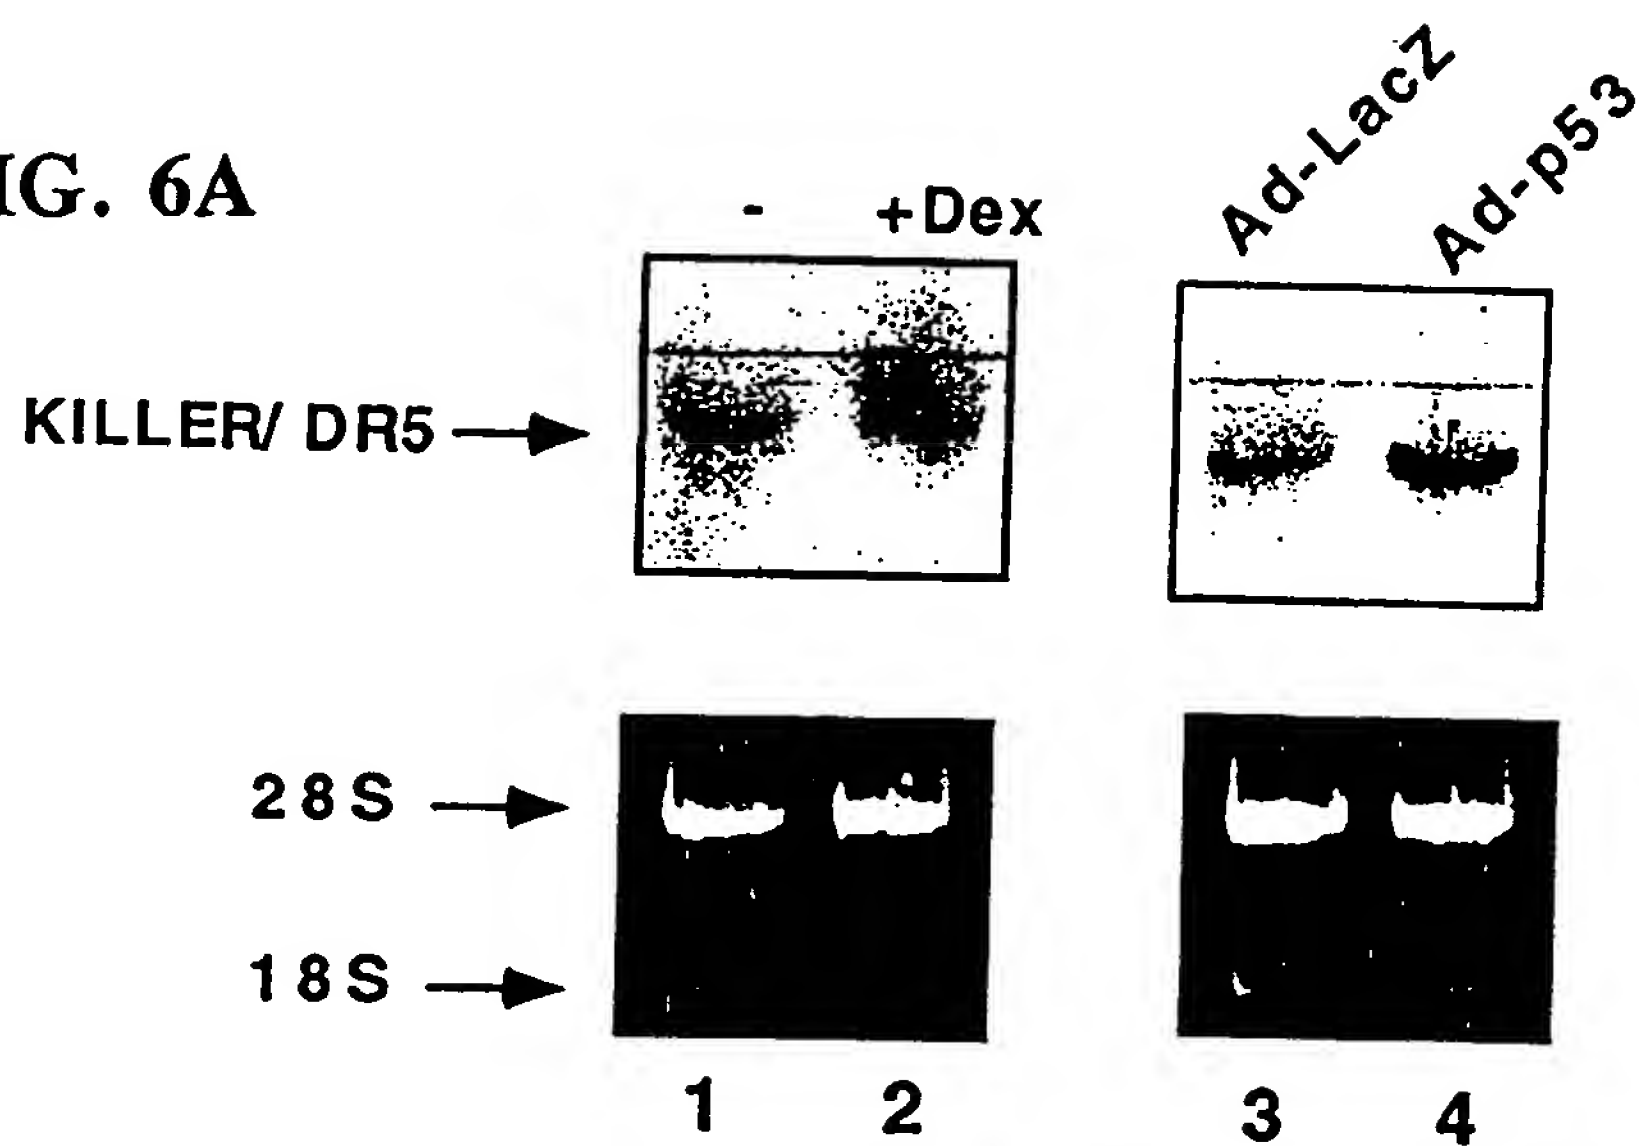 IG. 6A
- +Dex
Ad-LacZ
Ad-p53
KILLER/ DR5
28S
18S
1 2 3 4